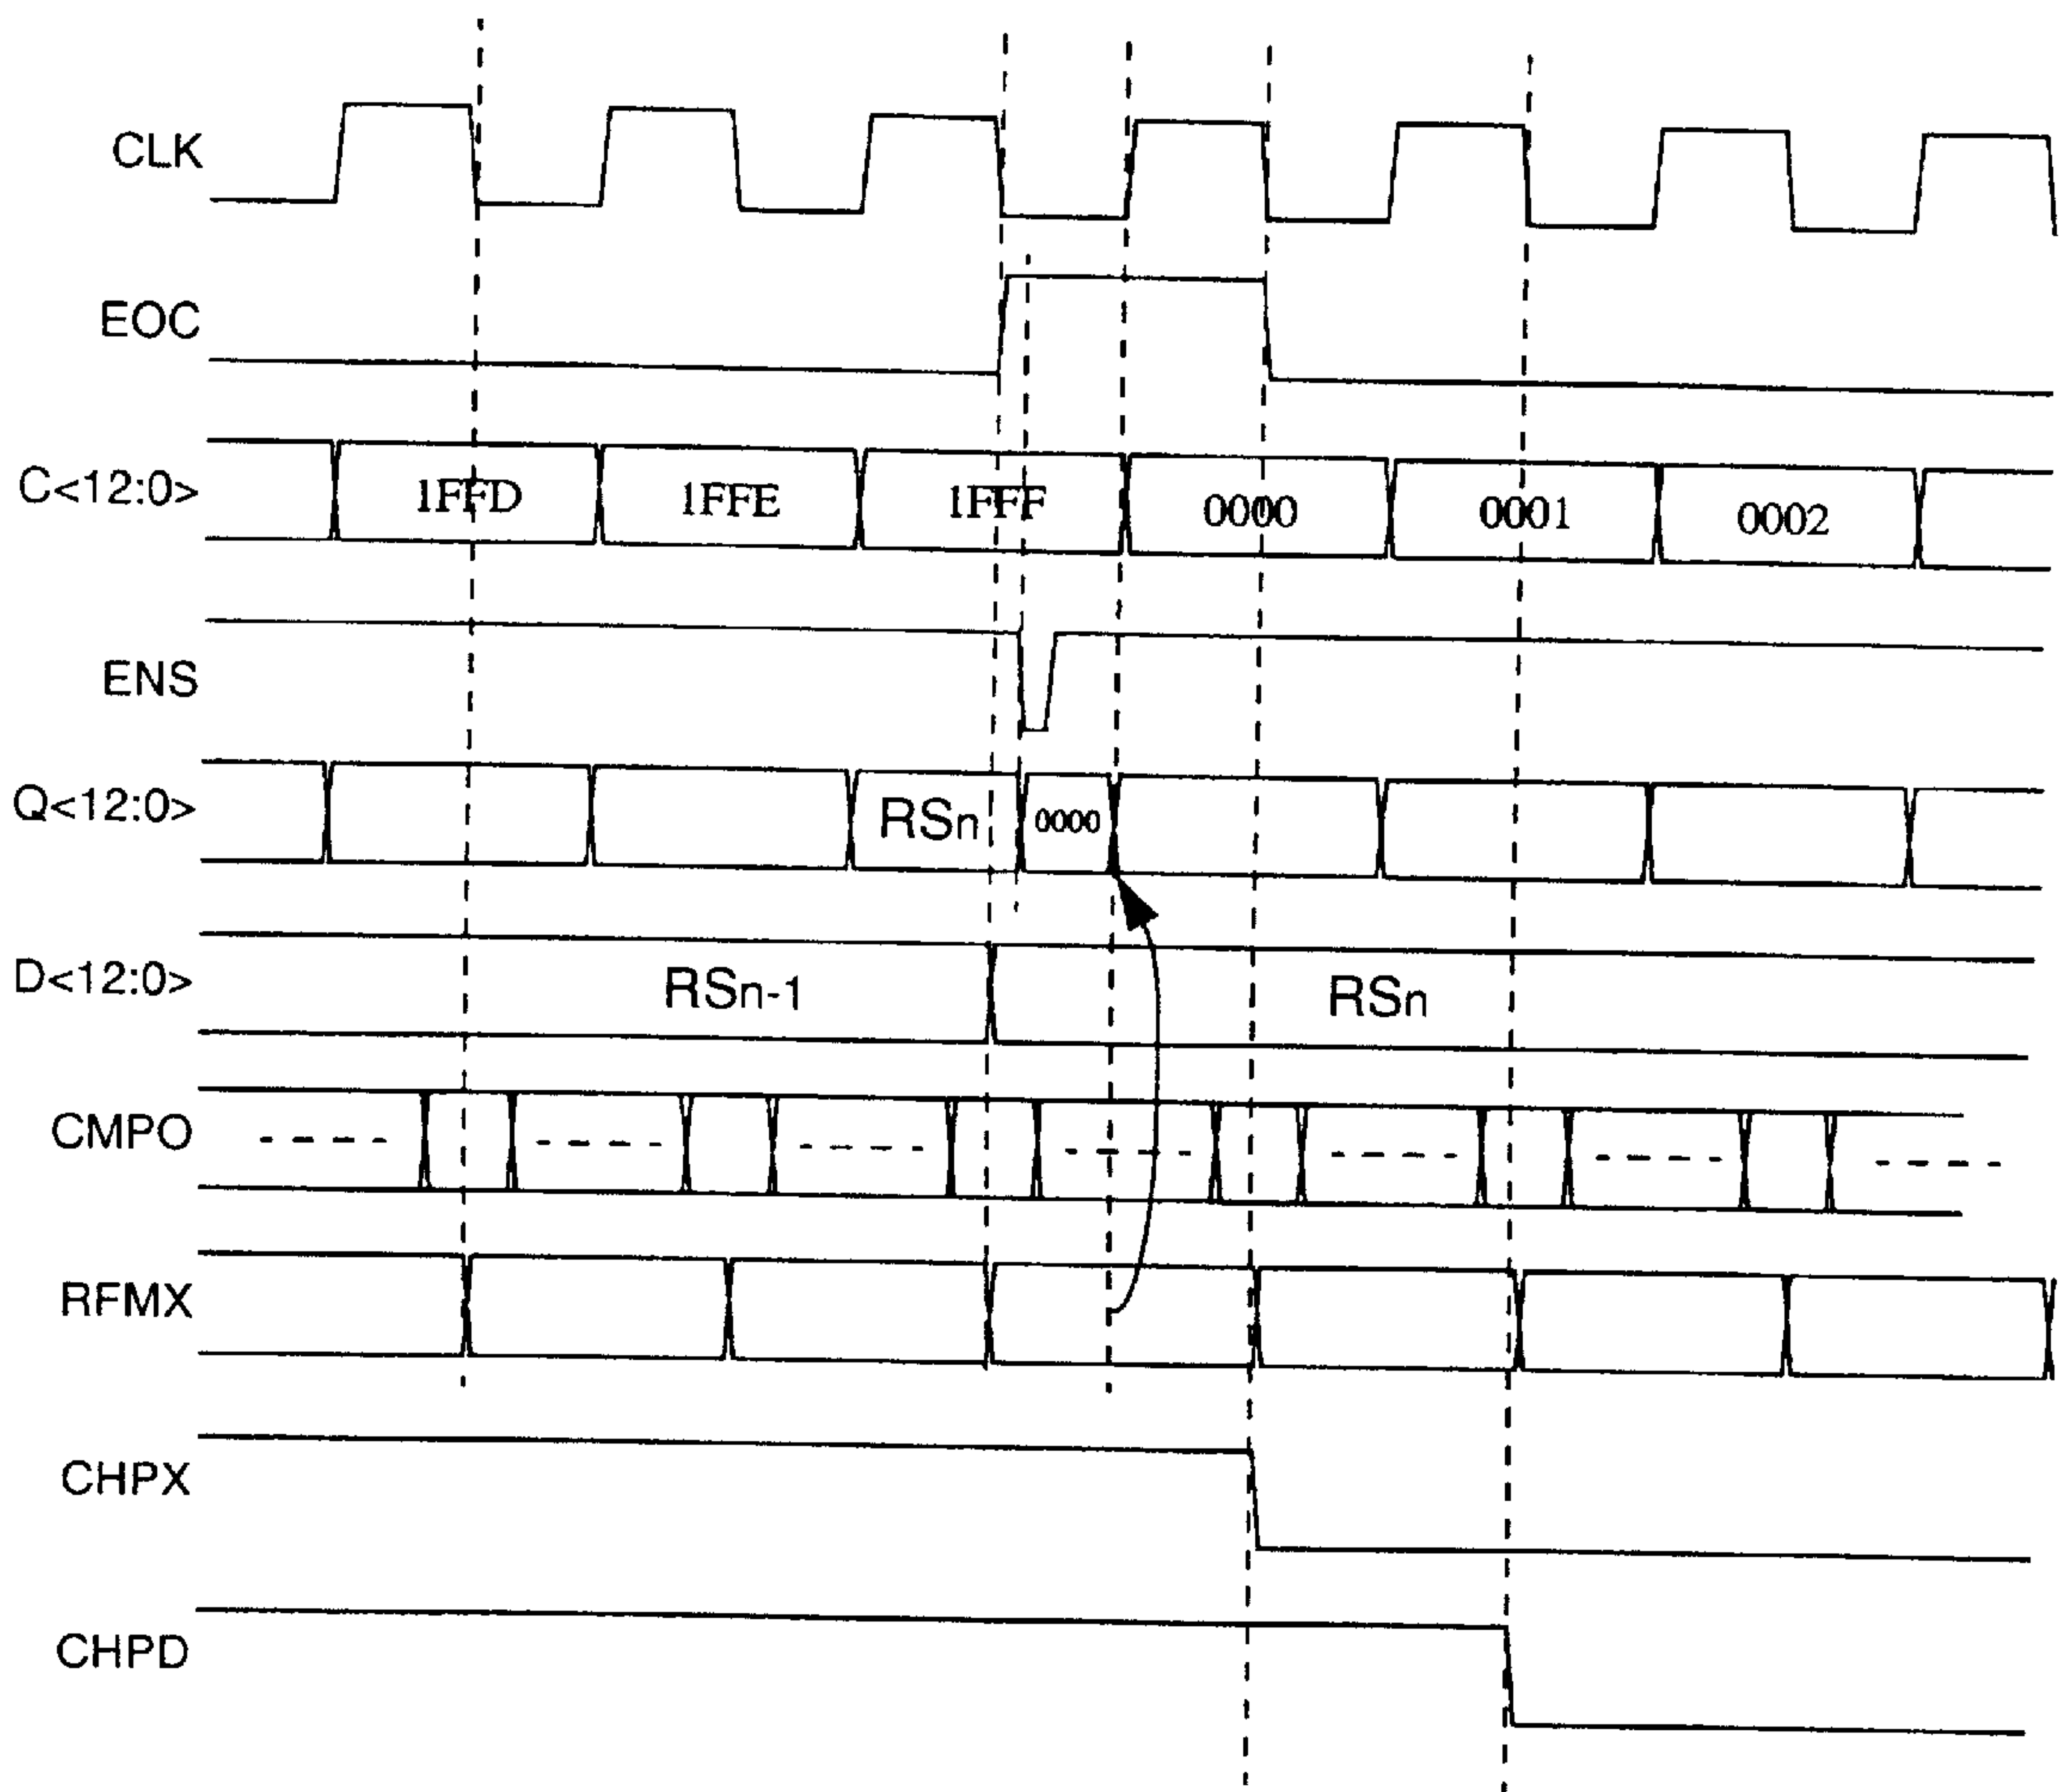 CLK
EOC
C<12:0> 1FFD 1FFE 1FFF 0000 0001 0002
ENS
Q<12:0> RSn 0000
D<12:0> RSn-1 RSn
CMPO
RFMX
CHPX
CHPD